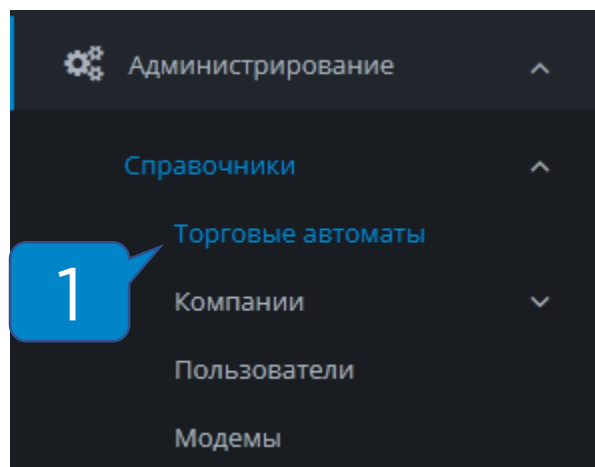 Администрирование
Справочники
Торговые автоматы
1
Компании
Пользователи
Модемы